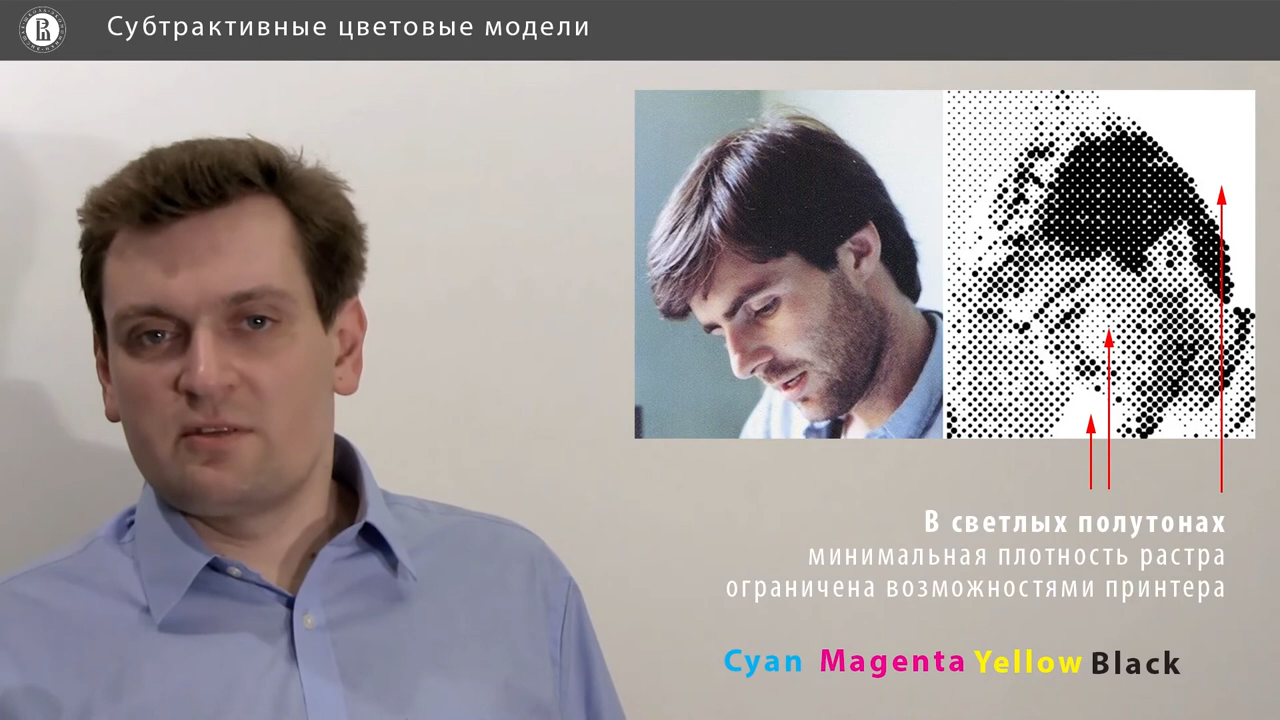 Субтрактивные цветовые модели
В светлых полутонах
минимальная плотность растра
ограничена возможностями принтера
Cyan Magenta Yellow Black